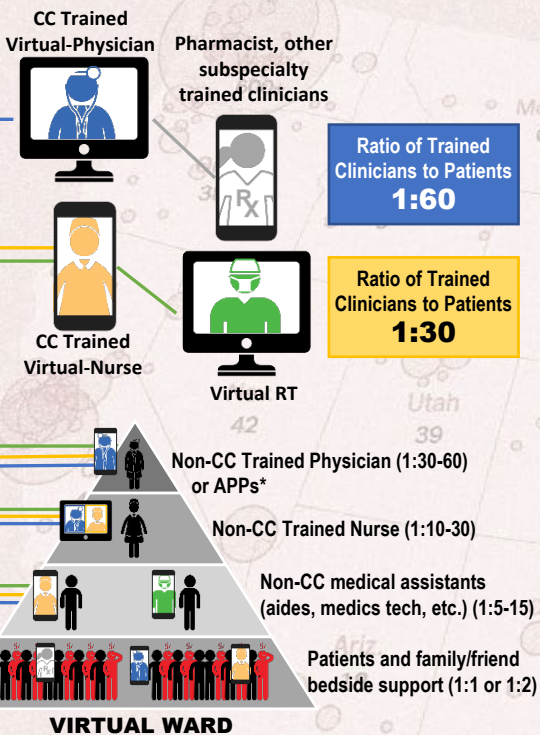 CC Trained
Virtual-Physician
Pharmacist, other
subspecialty
trained clinicians
Ratio of Trained
Clinicians to Patients
1:60
Rx
CC Trained
Virtual-Nurse
Virtual RT
Ratio of Trained
Clinicians to Patients
1:30
Utah
42
39
Non-CC Trained Physician (1:30-60)
or APPs*
Non-CC Trained Nurse (1:10-30)
Non-CC medical assistants
(aides, medics tech, etc.) (1:5-15)
Ariz
Patients and family/friend
bedside support (1:1 or 1:2)
VIRTUAL WARD